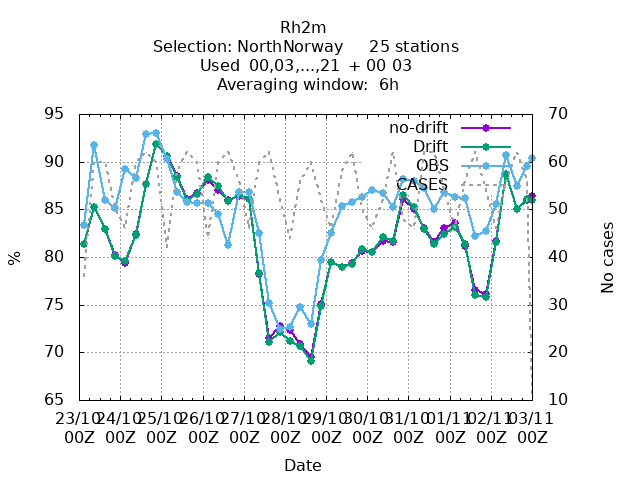 Rh2m
Selection: NorthNorway     25 stations
Used  00,03,...,21  + 00 03
Averaging window:  6h
95
90
85
80
75
70
65
70
60
50
40
30
20
10
no-drift
Drift
OBS
CASES
%
No cases
23/10 24/10 25/10 26/10 27/10 28/10 29/10 30/10 31/10 01/11 02/11 03/11
00Z 00Z 00Z 00Z 00Z 00Z 00Z 00Z 00Z 00Z 00Z 00Z
Date